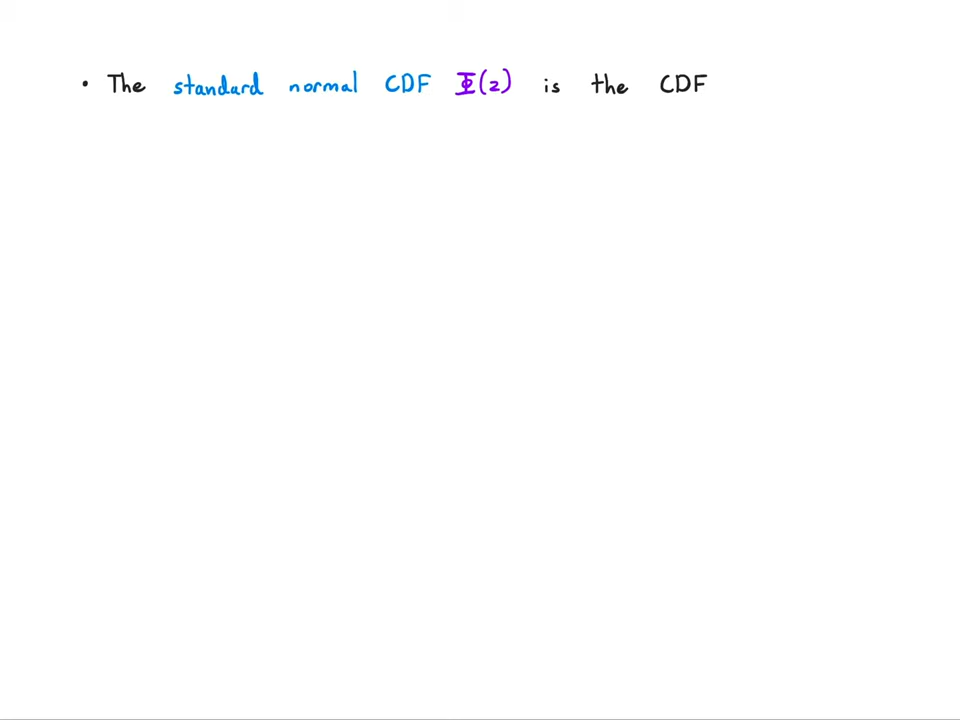 • The standard normal CDF Φ(z) is the CDF